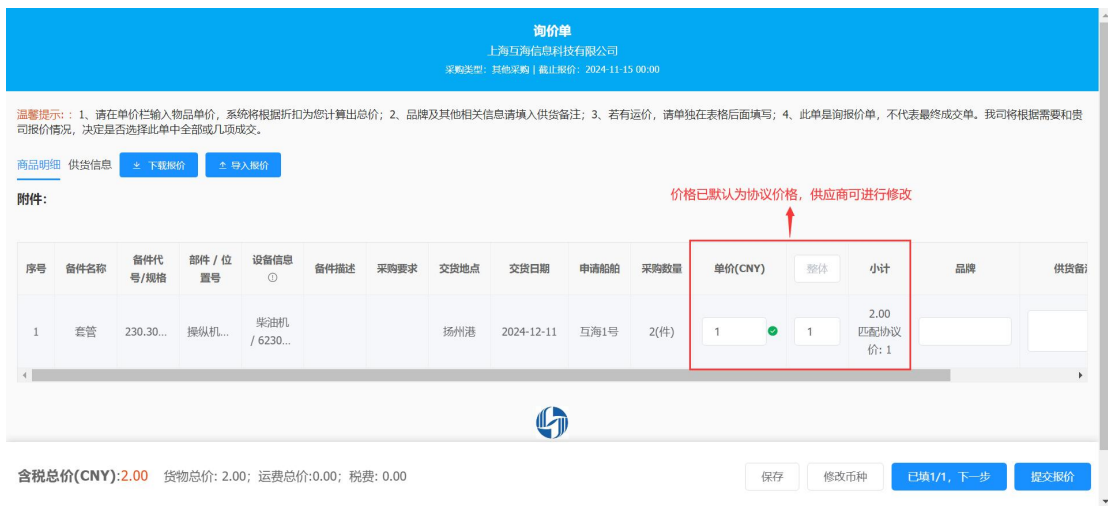 询价单
上海互海信息科技有限公司
采购类型：其他采购 | 截止报价：2024-11-15 00:00
温馨提示：：1、请在单价栏输入物品单价，系统将根据折扣为您计算出总价；2、品牌及其他相关信息请填入供货备注；3、若有运价，请单独在表格后面填写；4、此单是询报价单，不代表最终成交单。我司将根据需要和贵
司报价情况，决定是否选择此单中全部或几项成交。
商品明细 供货信息 下载报价 导入报价
附件：
价格已默认为协议价格，供应商可进行修改
序号 备件名称 备件代号/规格 部件 / 位置号 设备信息 备件描述 采购要求 交货地点 交货日期 申请船舶 采购数量 单价(CNY) 整体 小计 品牌 供货备
1 套管 230.30... 操纵机... 柴油机 / 6230... 扬州港 2024-12-11 互海1号 2(件) 1 1 2.00 匹配协议价: 1
含税总价(CNY):2.00 货物总价: 2.00；运费总价:0.00；税费: 0.00 保存 修改币种 已填1/1，下一步 提交报价